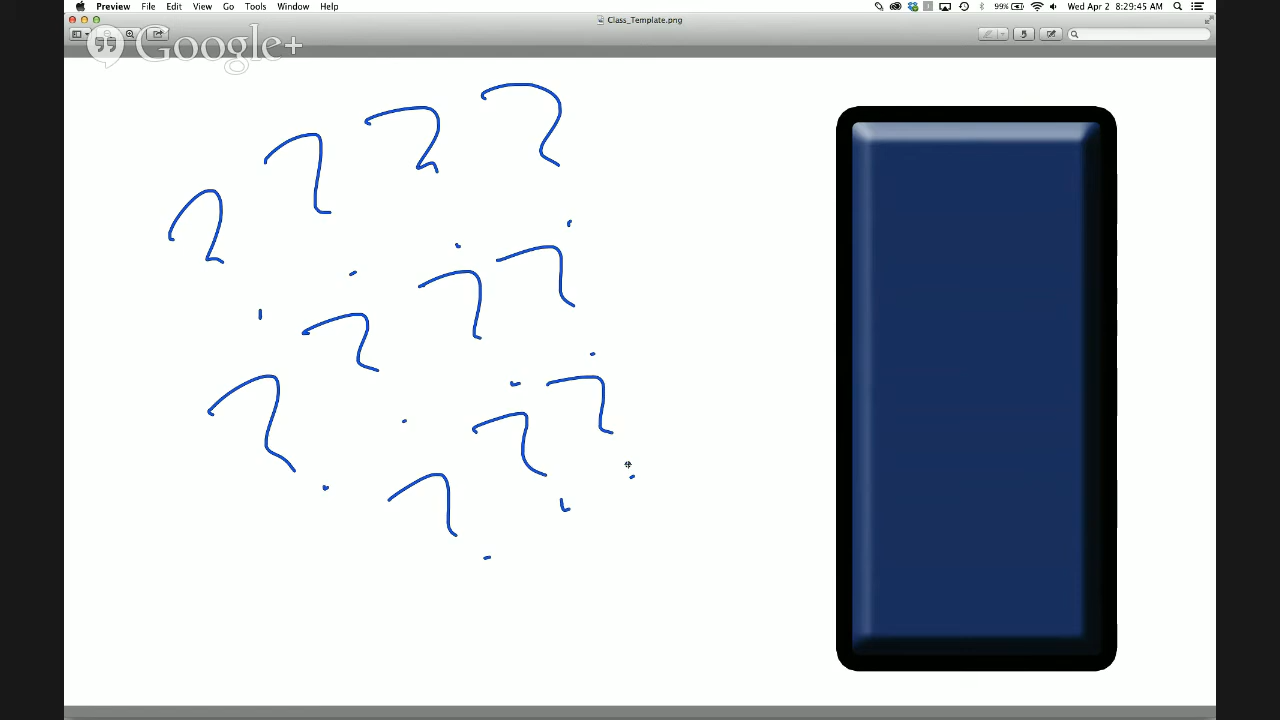 Preview File Edit View Go Tools Window Help 99% Wed Apr 2 8:29:45 AM
Class_Template.png
Google+
? ? ? ?
? ? ?
? ? ? ?